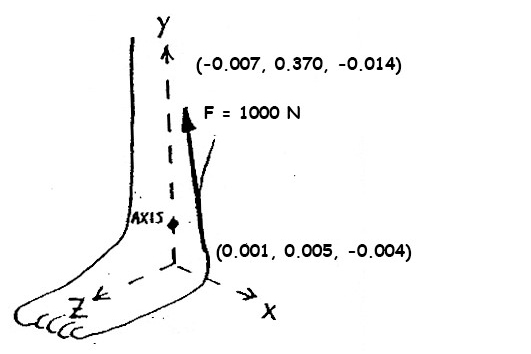 Y
(-0.007, 0.370, -0.014)
F = 1000 N
AXIS
(0.001, 0.005, -0.004)
Z
X